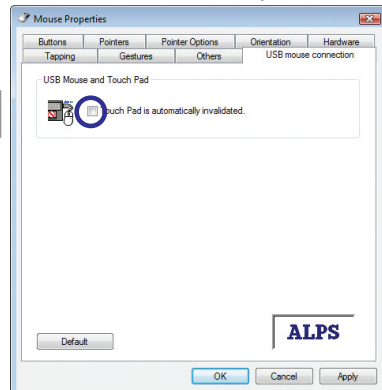 Mouse Properties
Buttons Pointers Pointer Options Orientation Hardware
Tapping Gestures Others USB mouse connection
USB Mouse and Touch Pad
Touch Pad is automatically invalidated.
ALPS
Default
OK Cancel Apply